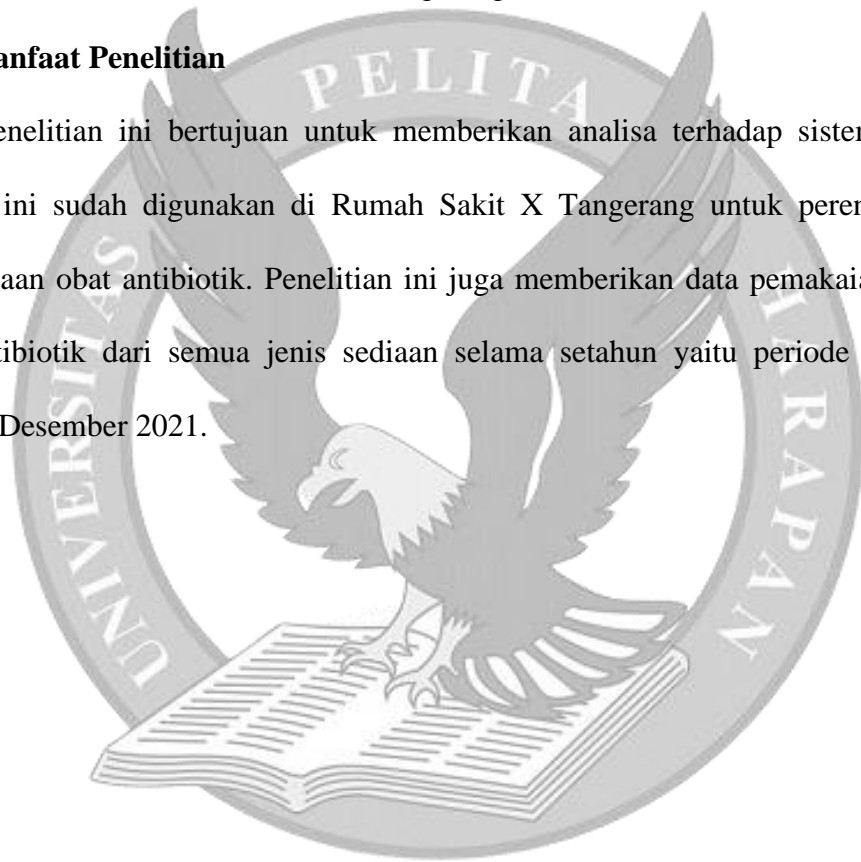 anfaat Penelitian
enelitian ini bertujuan untuk memberikan analisa terhadap sister
ini sudah digunakan di Rumah Sakit X Tangerang untuk perer
aan obat antibiotik. Penelitian ini juga memberikan data pemakaia
tibiotik dari semua jenis sediaan selama setahun yaitu periode
Desember 2021.
UNIVERSITAS PELITA HARAPAN